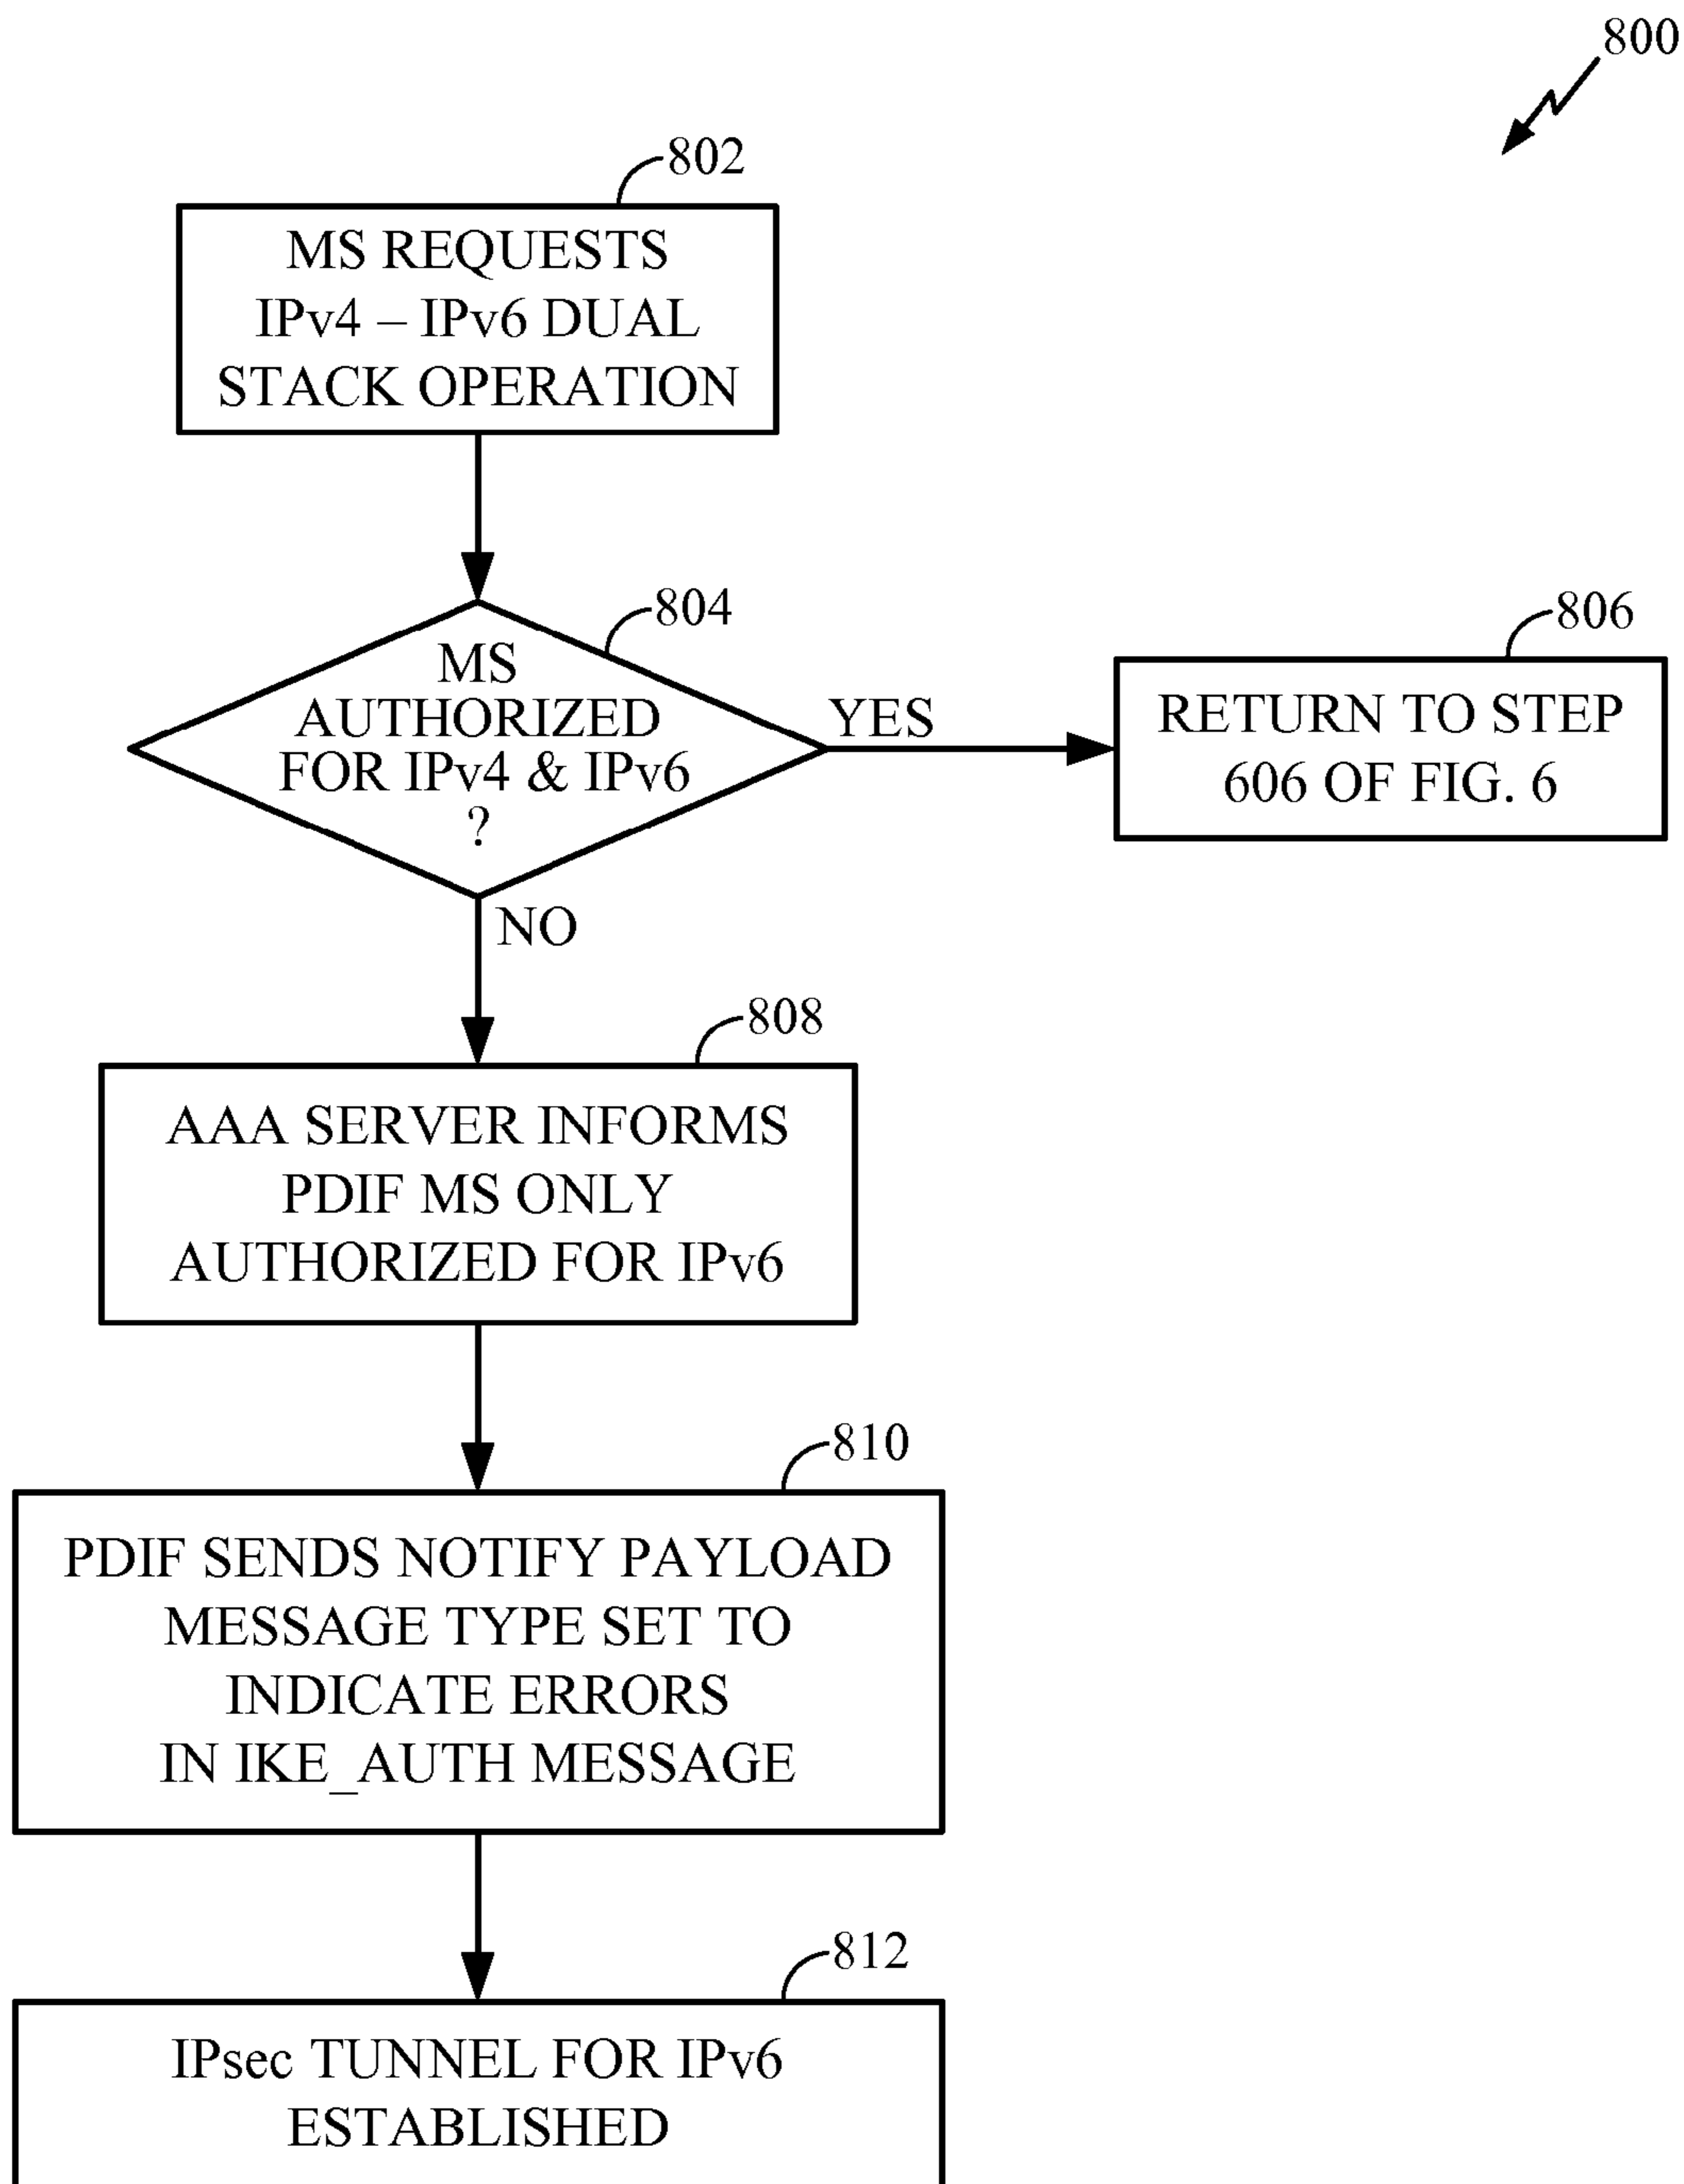 800
802
MS REQUESTS
IPv4 – IPv6 DUAL
STACK OPERATION
804
MS
AUTHORIZED
FOR IPv4 & IPv6
?
YES
806
RETURN TO STEP
606 OF FIG. 6
NO
808
AAA SERVER INFORMS
PDIF MS ONLY
AUTHORIZED FOR IPv6
810
PDIF SENDS NOTIFY PAYLOAD
MESSAGE TYPE SET TO
INDICATE ERRORS
IN IKE_AUTH MESSAGE
812
IPsec TUNNEL FOR IPv6
ESTABLISHED